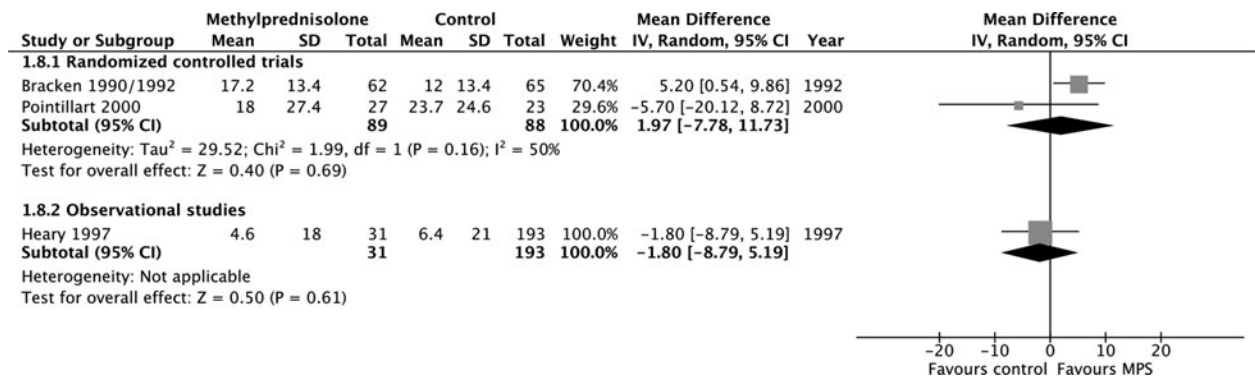 Methylprednisolone Control Mean Difference Mean Difference
Study or Subgroup Mean SD Total Mean SD Total Weight IV, Random, 95% CI Year IV, Random, 95% CI
1.8.1 Randomized controlled trials
Bracken 1990/1992 17.2 13.4 62 12 13.4 65 70.4% 5.20 [0.54, 9.86] 1992
Pointillart 2000 18 27.4 27 23.7 24.6 23 29.6% -5.70 [-20.12, 8.72] 2000
Subtotal (95% CI) 89 88 100.0% 1.97 [-7.78, 11.73]
Heterogeneity: Tau² = 29.52; Chi² = 1.99, df = 1 (P = 0.16); I² = 50%
Test for overall effect: Z = 0.40 (P = 0.69)
1.8.2 Observational studies
Heary 1997 4.6 18 31 6.4 21 193 100.0% -1.80 [-8.79, 5.19] 1997
Subtotal (95% CI) 31 193 100.0% -1.80 [-8.79, 5.19]
Heterogeneity: Not applicable
Test for overall effect: Z = 0.50 (P = 0.61)
-20 -10 0 10 20
Favours control Favours MPS